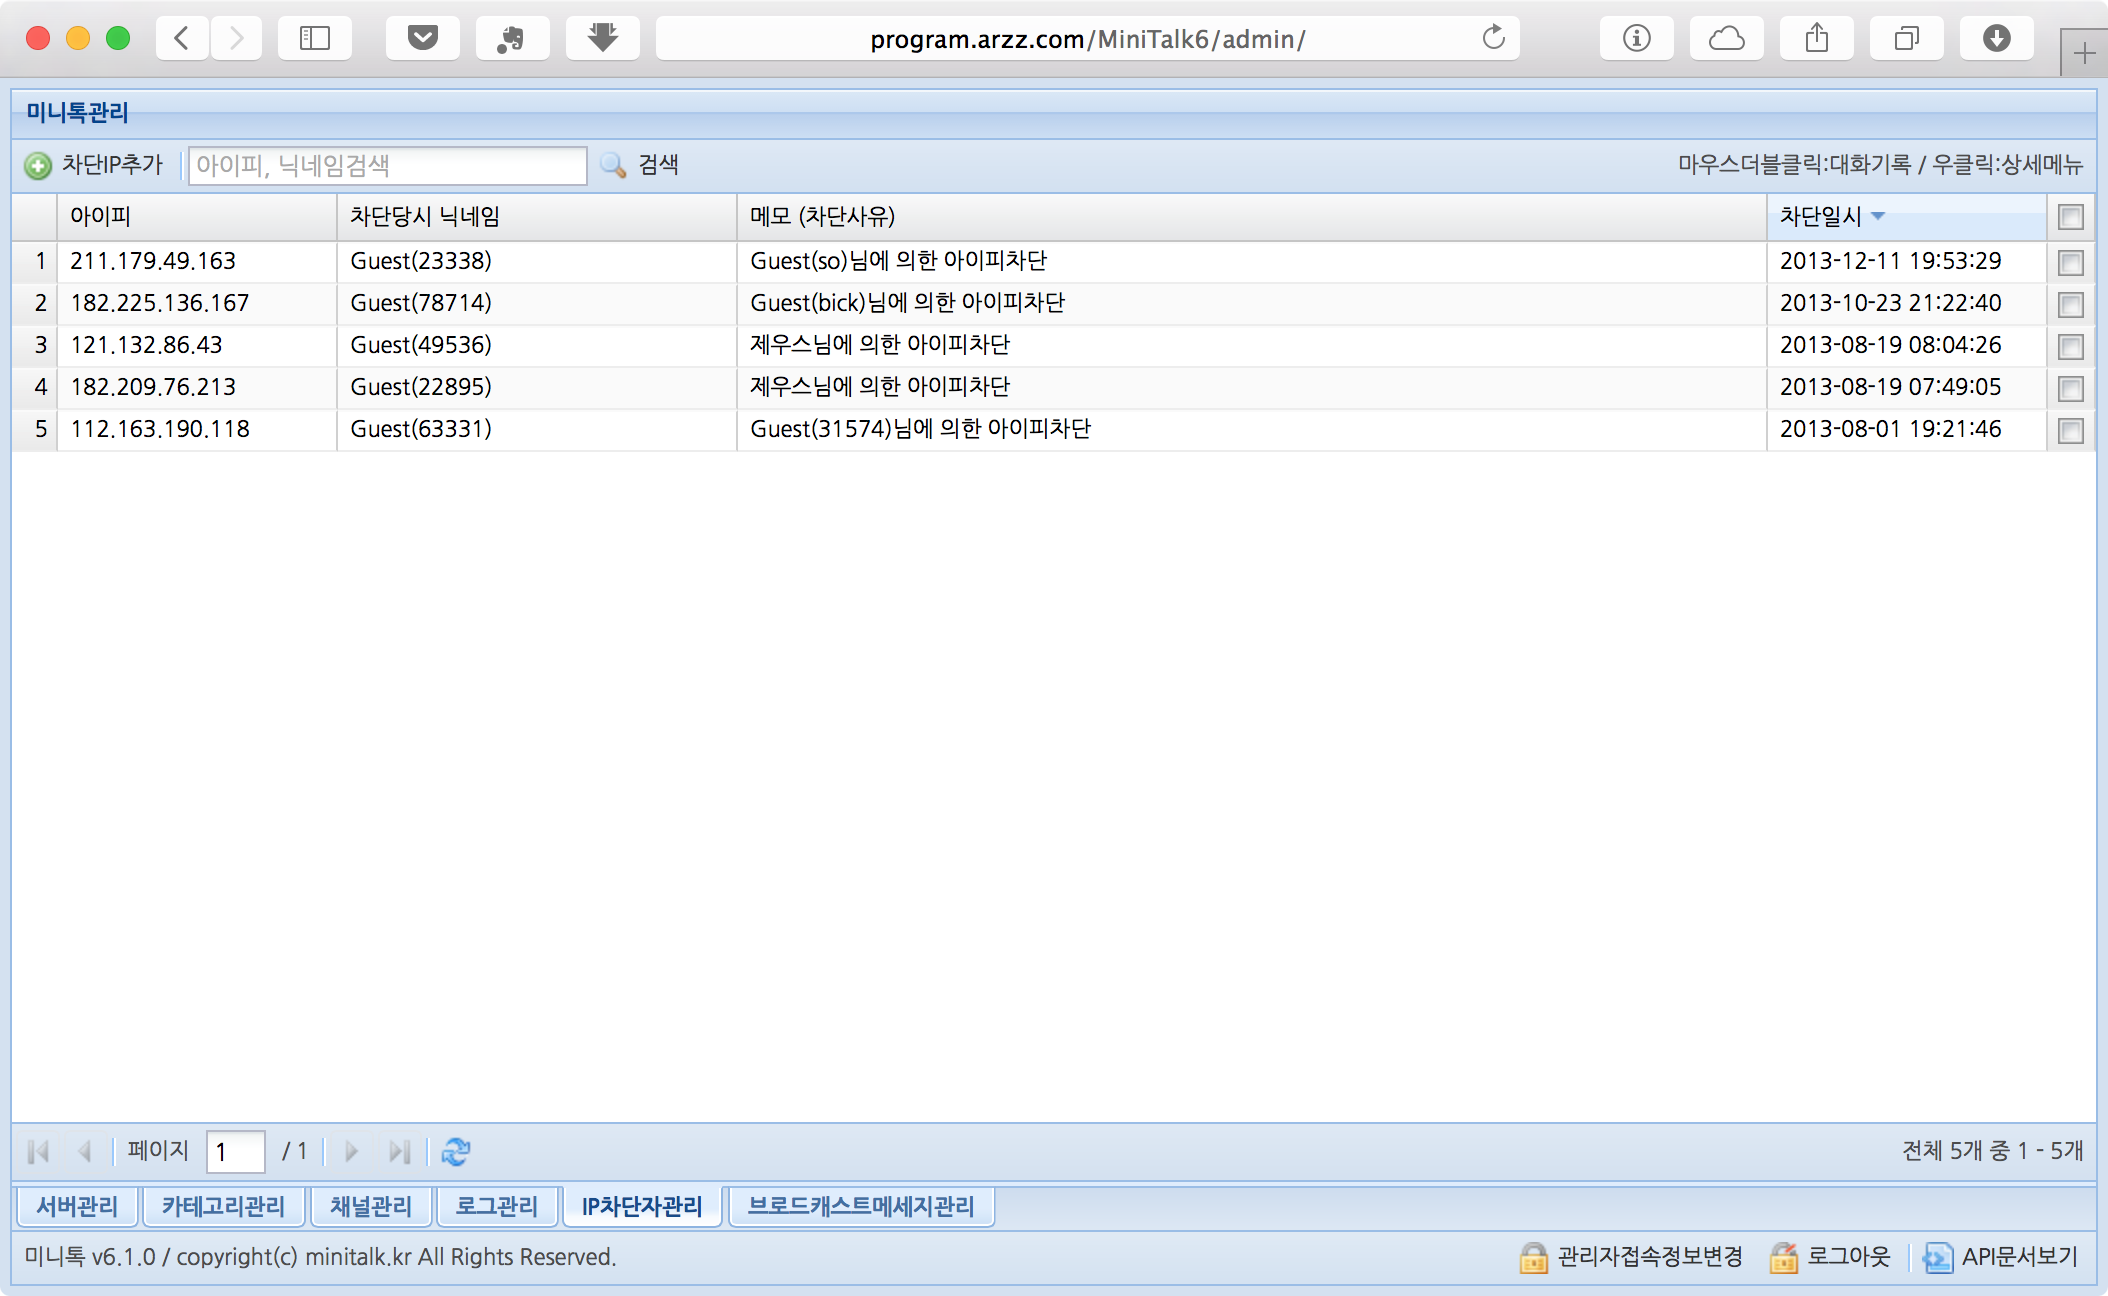 program.arzz.com/MiniTalk6/admin/
미니톡관리
차단IP추가 아이피, 닉네임검색 검색 마우스더블클릭:대화기록 / 우클릭:상세메뉴
아이피 차단당시 닉네임 메모 (차단사유) 차단일시
1 211.179.49.163 Guest(23338) Guest(so)님에 의한 아이피차단 2013-12-11 19:53:29
2 182.225.136.167 Guest(78714) Guest(bick)님에 의한 아이피차단 2013-10-23 21:22:40
3 121.132.86.43 Guest(49536) 제우스님에 의한 아이피차단 2013-08-19 08:04:26
4 182.209.76.213 Guest(22895) 제우스님에 의한 아이피차단 2013-08-19 07:49:05
5 112.163.190.118 Guest(63331) Guest(31574)님에 의한 아이피차단 2013-08-01 19:21:46
페이지 1 / 1 전체 5개 중 1 - 5개
서버관리 카테고리관리 채널관리 로그관리 IP차단자관리 브로드캐스트메세지관리
미니톡 v6.1.0 / copyright(c) minitalk.kr All Rights Reserved. 관리자접속정보변경 로그아웃 API문서보기